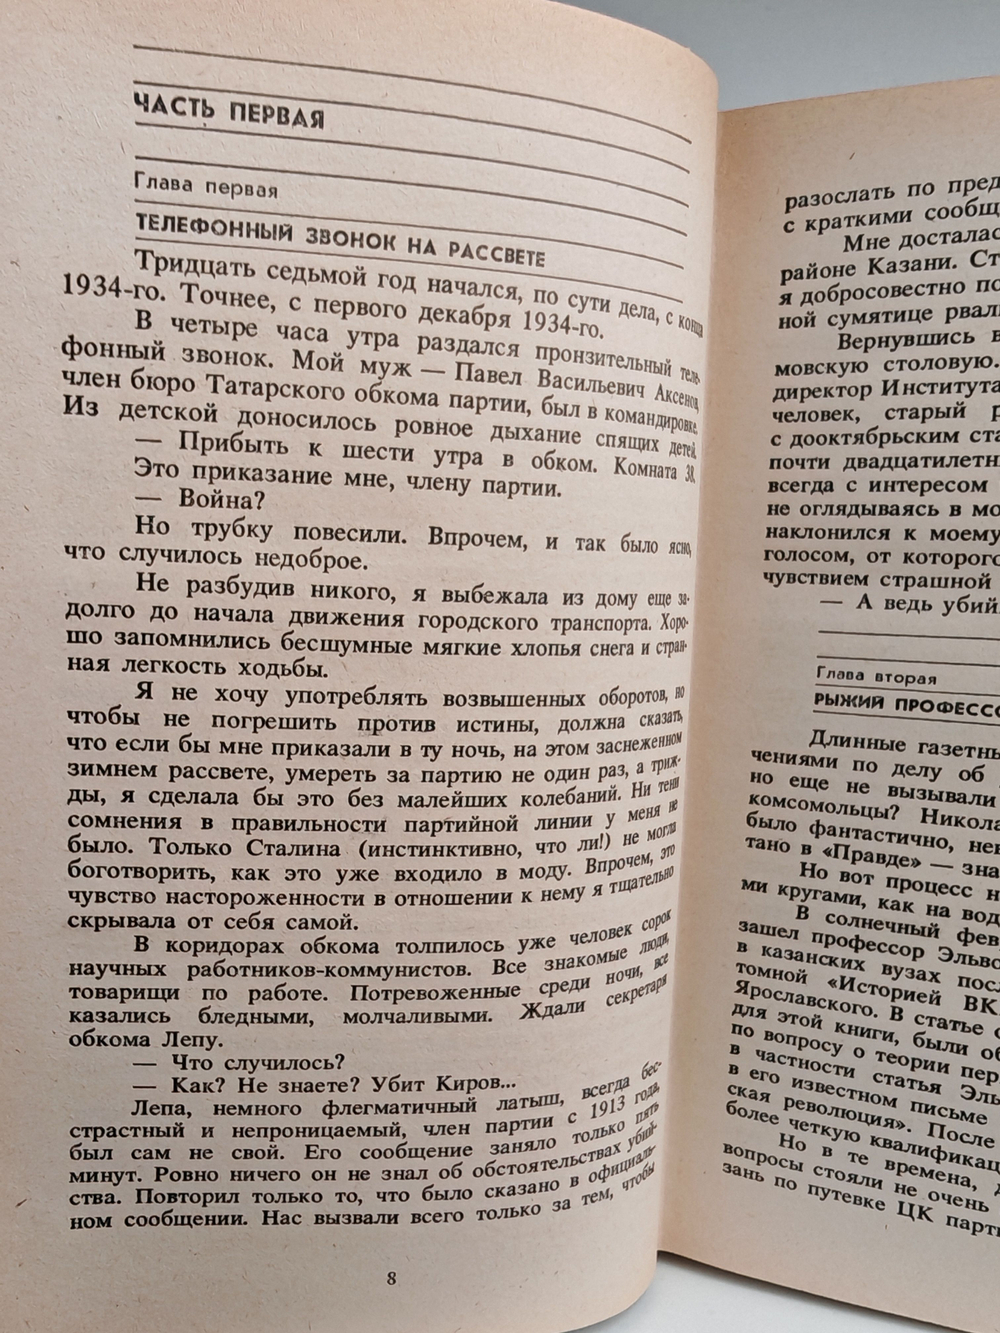 ЧАСТЬ ПЕРВАЯ
Глава первая
ТЕЛЕФОННЫЙ ЗВОНОК НА РАССВЕТЕ
Тридцать седьмой год начался, по сути дела, с конца
1934-го. Точнее, с первого декабря 1934-го.
В четыре часа утра раздался пронзительный теле-
фонный звонок. Мой муж — Павел Васильевич Аксенов,
член бюро Татарского обкома партии, был в командировке.
Из детской доносилось ровное дыхание спящих детей.
— Прибыть к шести утра в обком. Комната 38.
Это приказание мне, члену партии.
— Война?
Но трубку повесили. Впрочем, и так было ясно,
что случилось недоброе.
Не разбудив никого, я выбежала из дому еще за-
долго до начала движения городского транспорта. Хоро-
шо запомнились бесшумные мягкие хлопья снега и стран-
ная легкость ходьбы.
Я не хочу употреблять возвышенных оборотов, но
чтобы не погрешить против истины, должна сказать,
что если бы мне приказали в ту ночь, на этом заснеженном
зимнем рассвете, умереть за партию не один раз, а триж-
ды, я сделала бы это без малейших колебаний. Ни тени
сомнения в правильности партийной линии у меня не
было. Только Сталина (инстинктивно, что ли!) не могла
боготворить, как это уже входило в моду. Впрочем, это
чувство настороженности в отношении к нему я тщательно
скрывала от себя самой.
В коридорах обкома толпилось уже человек сорок
научных работников-коммунистов. Все знакомые люди,
товарищи по работе. Потревоженные среди ночи, все
казались бледными, молчаливыми. Ждали секретаря
обкома Лепу.
— Что случилось?
— Как? Не знаете? Убит Киров...
Лепа, немного флегматичный латыш, всегда бес-
страстный и непроницаемый, член партии с 1913 года,
был сам не свой. Его сообщение заняло только пять
минут. Ровно ничего он не знал об обстоятельствах убий-
ства. Повторил только то, что было сказано в официаль-
ном сообщении. Нас вызвали всего только за тем, чтобы
8
разослать по пред
с краткими сообщ
Мне досталас
районе Казани. Ст
я добросовестно по
ной сумятице рвал
Вернувшись в
мовскую столовую.
директор Института
человек, старый р
с дооктябрьским ста
почти двадцатилетн
всегда с интересом
не оглядываясь в мо
наклонился к моему
голосом, от которого
чувствием страшной
— А ведь убий
Глава вторая
РЫЖИЙ ПРОФЕССО
Длинные газетны
чениями по делу об
но еще не вызывали
комсомольцы? Никола
было фантастично, нев
тано в «Правде» — зна
Но вот процесс н
ми кругами, как на вод
В солнечный фев
зашел профессор Эльво
в казанских вузах посл
томной «Историей ВК
Ярославского. В статье с
для этой книги, были об
по вопросу о теории пер
в частности статья Эль
в его известном письме
ская революция». После
более четкую квалификац
Но в те времена, д
вопросы стояли не очень
зань по путевке ЦК парти